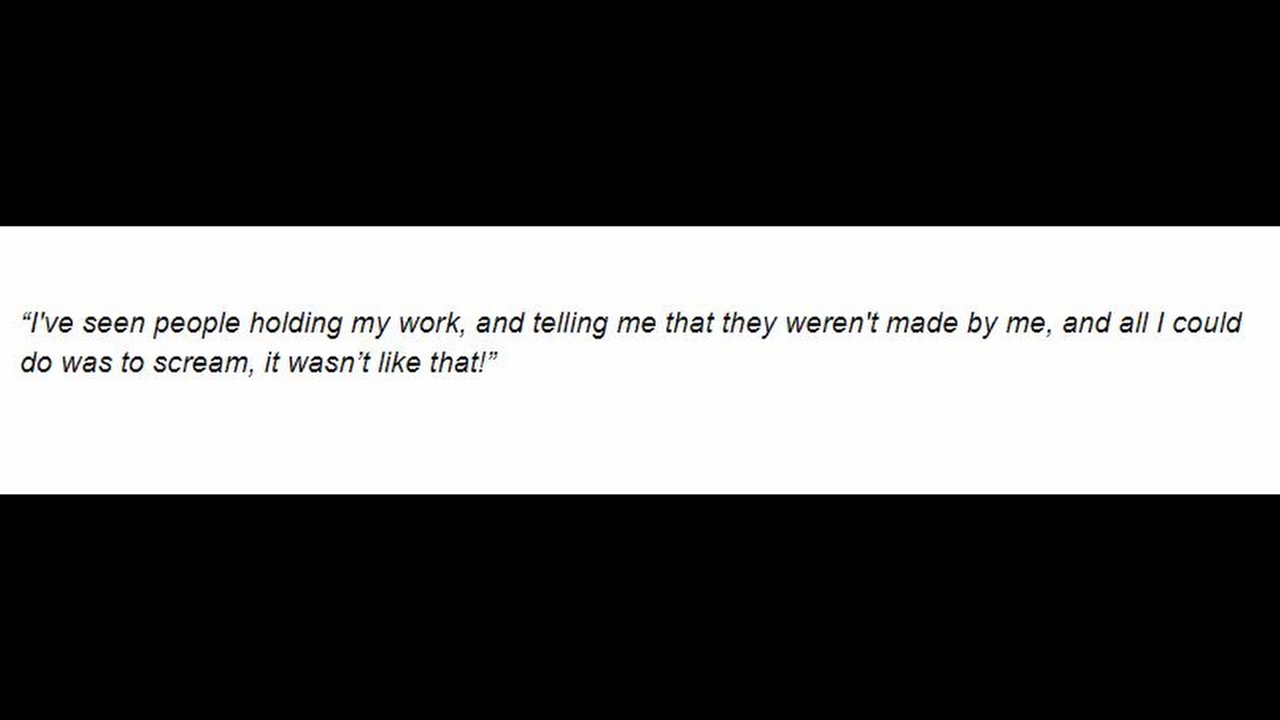 “I've seen people holding my work, and telling me that they weren't made by me, and all I could
do was to scream, it wasn’t like that!”